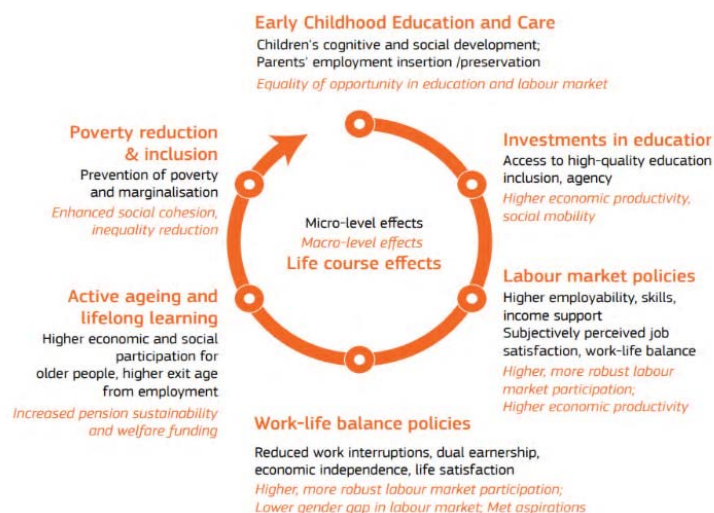 Early Childhood Education and Care
Children's cognitive and social development;
Parents' employment insertion /preservation
Equality of opportunity in education and labour market
Investments in education
Access to high-quality education
inclusion, agency
Higher economic productivity,
social mobility
Labour market policies
Higher employability, skills,
income support
Subjectively perceived job
satisfaction, work-life balance
Higher, more robust labour
market participation;
Higher economic productivity
Work-life balance policies
Reduced work interruptions, dual earnership,
economic independence, life satisfaction
Higher, more robust labour market participation;
Lower gender gap in labour market; Met aspirations
Active ageing and
lifelong learning
Higher economic and social
participation for
older people, higher exit age
from employment
Increased pension sustainability
and welfare funding
Poverty reduction
& inclusion
Prevention of poverty
and marginalisation
Enhanced social cohesion,
inequality reduction
Micro-level effects
Macro-level effects
Life course effects